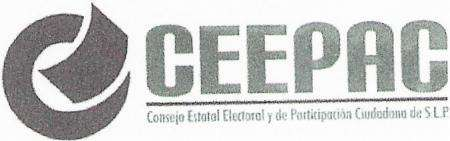 CEEPAC
Consejo Estatal Electoral y de Participación Ciudadana de S.L.P.